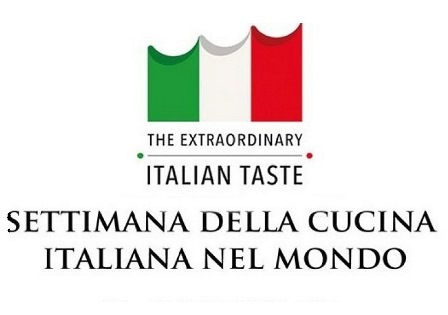 THE EXTRAORDINARY
ITALIAN TASTE
SETTIMANA DELLA CUCINA
ITALIANA NEL MONDO